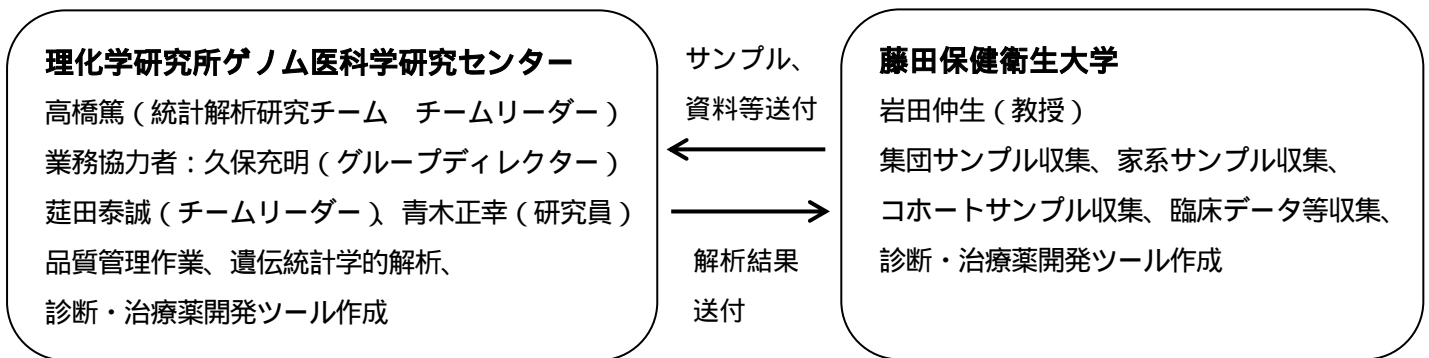 理化学研究所ゲノム医科学研究センター
高橋篤(統計解析研究チーム　チームリーダー)
業務協力者:久保充明(グループディレクター)
莚田泰誠(チームリーダー)、青木正幸(研究員)
品質管理作業、遺伝統計学的解析、
診断・治療薬開発ツール作成
サンプル、
資料等送付
解析結果
送付
藤田保健衛生大学
岩田仲生(教授)
集団サンプル収集、家系サンプル収集、
コホートサンプル収集、臨床データ等収集、
診断・治療薬開発ツール作成